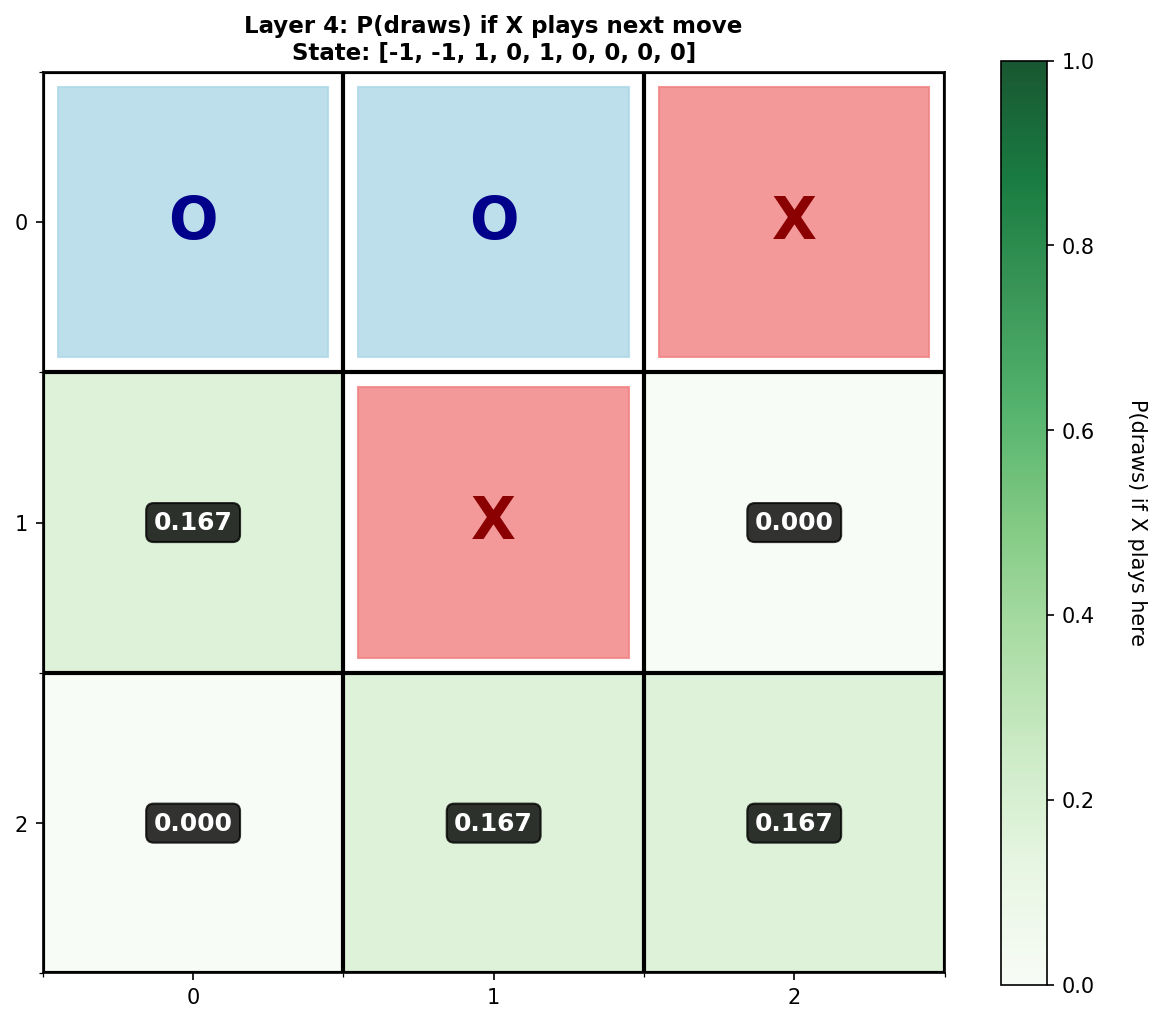 Layer 4: P(draws) if X plays next move
State: [-1, -1, 1, 0, 1, 0, 0, 0, 0]
O
O
X
0.167
X
0.000
0.000
0.167
0.167
0
1
2
0
1
2
1.0
0.8
0.6
0.4
0.2
0.0
P(draws) if X plays here